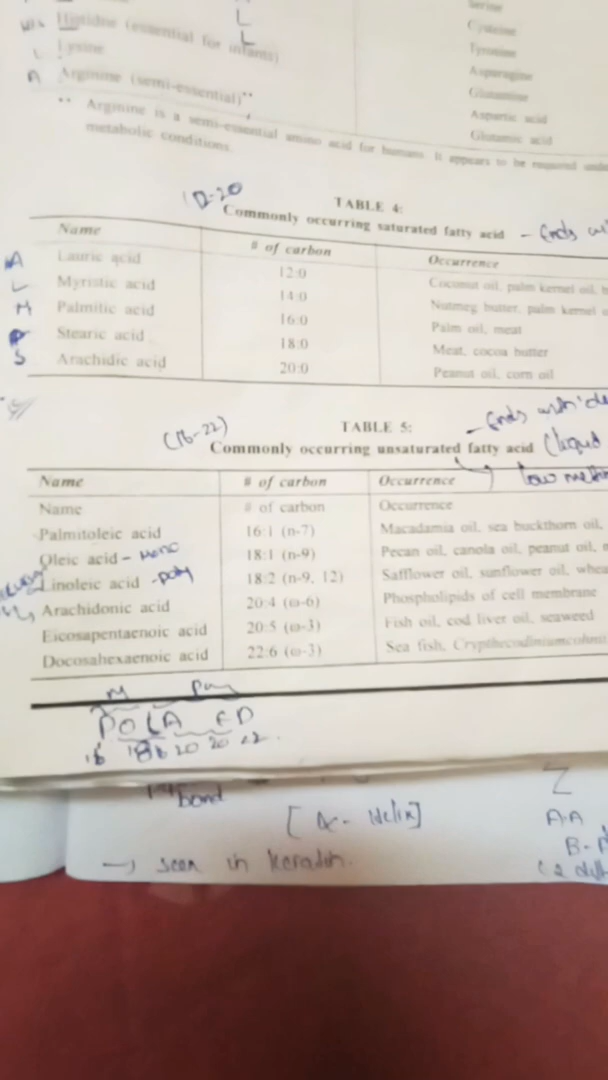 Serine
L
Histidine (essential for infants)
L
Cysteine
L Lysine
Tyrosine
A Arginine (semi-essential)**
Asparagine
Glutamine
Aspartic acid
Glutamic acid
** Arginine is a semi-essential amino acid for humans. It appears to be required
metabolic conditions.
12-20
TABLE 4:
Commonly occurring saturated fatty acid - Ends
Name # of carbon Occurrence
A Lauric acid 12:0 Coconut oil, palm kernel oil,
L Myristic acid 14:0 Nutmeg butter, palm kernel
M Palmitic acid 16:0 Palm oil, meat
P Stearic acid 18:0 Meat, cocoa butter
S Arachidic acid 20:0 Peanut oil, corn oil
(16-22)
TABLE 5: - Ends with
Commonly occurring unsaturated fatty acid (liquid
Name # of carbon Occurrence low
Name # of carbon Occurrence
Palmitoleic acid 16:1 (n-7) Macadamia oil, sea buckthorn oil,
Oleic acid - Mono 18:1 (n-9) Pecan oil, canola oil, peanut oil,
Linoleic acid - poly 18:2 (n-9, 12) Safflower oil, sunflower oil,
Arachidonic acid 20:4 (ω-6) Phospholipids of cell membrane
Eicosapentaenoic acid 20:5 (ω-3) Fish oil, cod liver oil, seaweed
Docosahexaenoic acid 22:6 (ω-3) Sea fish, Crypthecodiniumcohnii
M Poly
POLA ED
16 18 20 20 22
bond
[α- Helix]
A.A
→ seen in keratin.